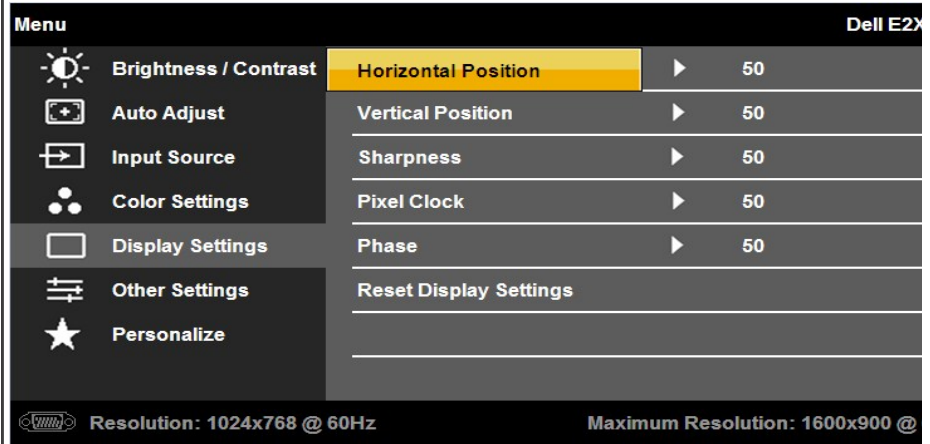 Menu Dell E2X
Brightness / Contrast Horizontal Position 50
Auto Adjust Vertical Position 50
Input Source Sharpness 50
Color Settings Pixel Clock 50
Display Settings Phase 50
Other Settings Reset Display Settings
Personalize
Resolution: 1024x768 @ 60Hz Maximum Resolution: 1600x900 @